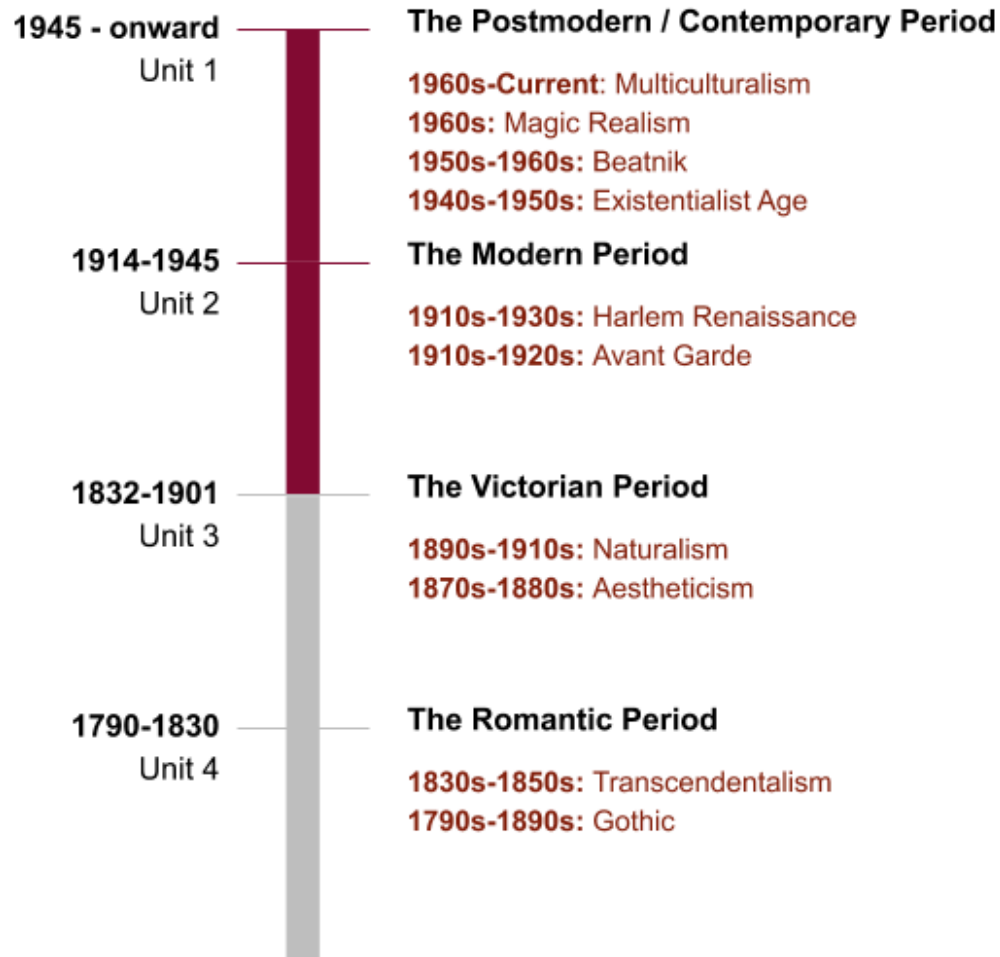 1945 - onward
Unit 1
The Postmodern / Contemporary Period
1960s-Current: Multiculturalism
1960s: Magic Realism
1950s-1960s: Beatnik
1940s-1950s: Existentialist Age
1914-1945
Unit 2
The Modern Period
1910s-1930s: Harlem Renaissance
1910s-1920s: Avant Garde
1832-1901
Unit 3
The Victorian Period
1890s-1910s: Naturalism
1870s-1880s: Aestheticism
1790-1830
Unit 4
The Romantic Period
1830s-1850s: Transcendentalism
1790s-1890s: Gothic